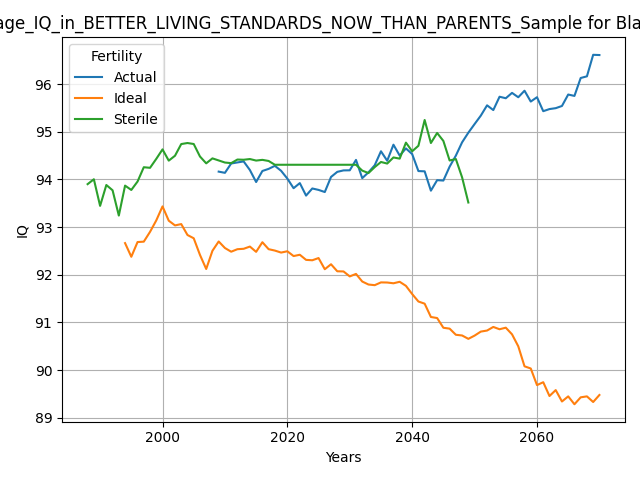 age_IQ_in_BETTER_LIVING_STANDARDS_NOW_THAN_PARENTS_Sample for Bla
Fertility
Actual
Ideal
Sterile
96
95
94
93
92
91
90
89
IQ
2000
2020
2040
2060
Years